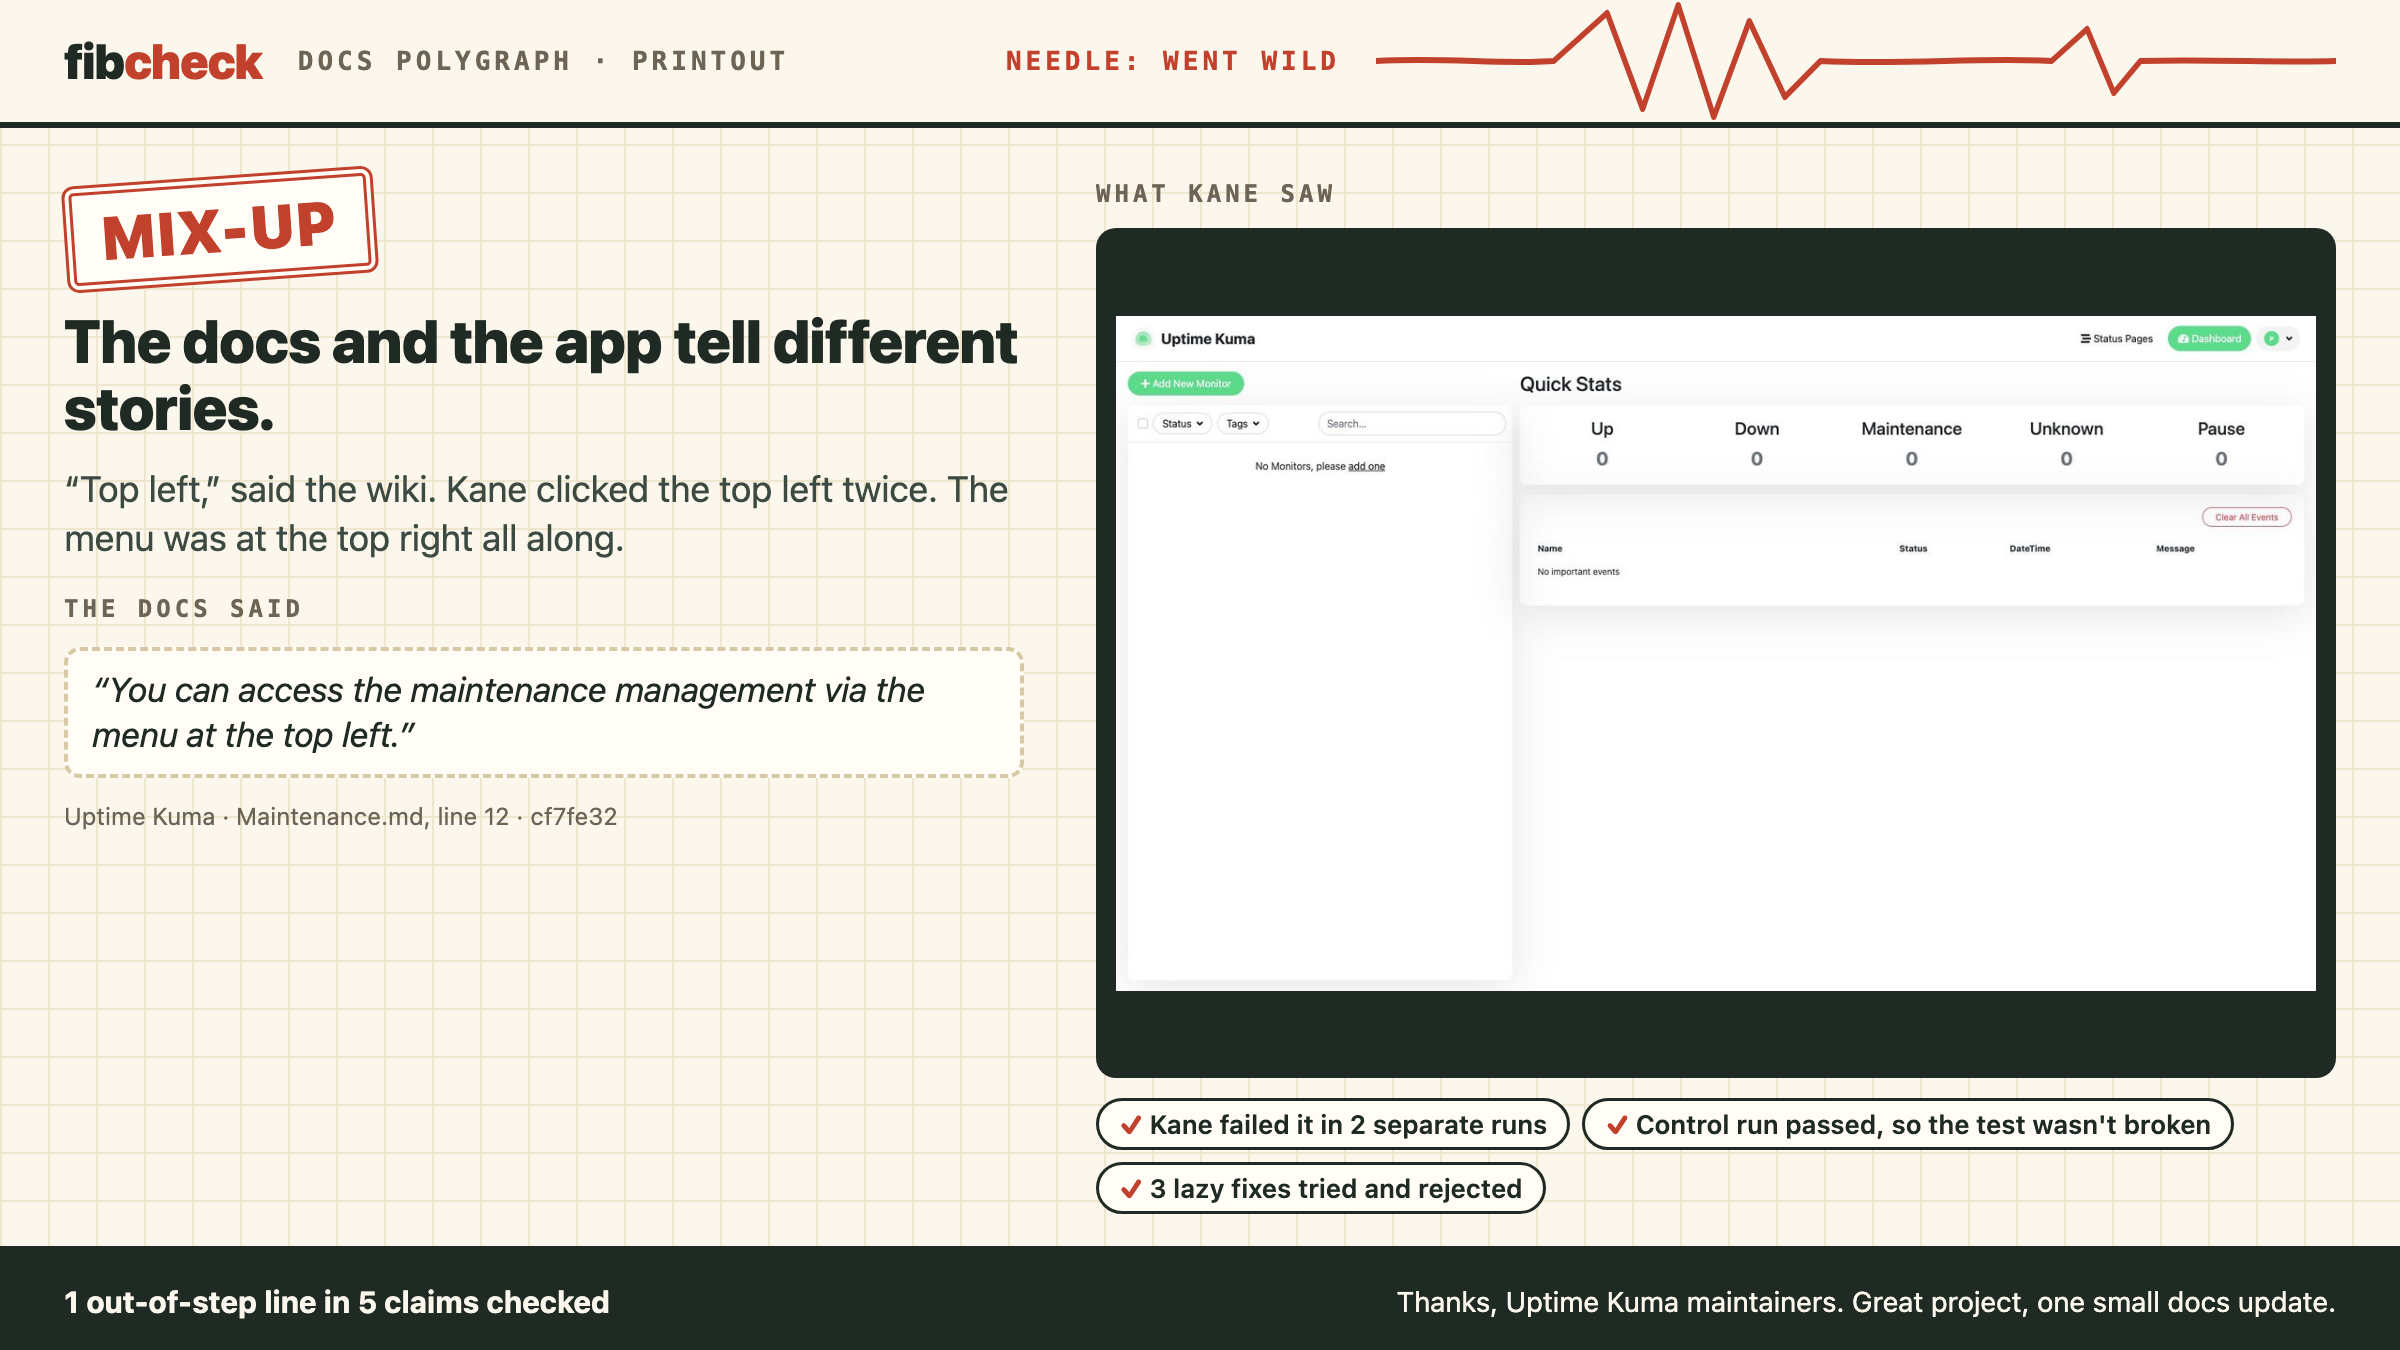 fibcheck DOCS POLYGRAPH · PRINTOUT
NEEDLE: WENT WILD
MIX-UP
The docs and the app tell different
stories.
“Top left,” said the wiki. Kane clicked the top left twice. The
menu was at the top right all along.
THE DOCS SAID
“You can access the maintenance management via the
menu at the top left.”
Uptime Kuma · Maintenance.md, line 12 · cf7fe32
WHAT KANE SAW
Uptime Kuma
Status Pages
Dashboard
P
+ Add New Monitor
Status
Tags
Search...
No Monitors, please add one
Quick Stats
Up Down Maintenance Unknown Pause
0 0 0 0 0
Clear All Events
Name Status DateTime Message
No important events
✓ Kane failed it in 2 separate runs
✓ Control run passed, so the test wasn't broken
✓ 3 lazy fixes tried and rejected
1 out-of-step line in 5 claims checked
Thanks, Uptime Kuma maintainers. Great project, one small docs update.